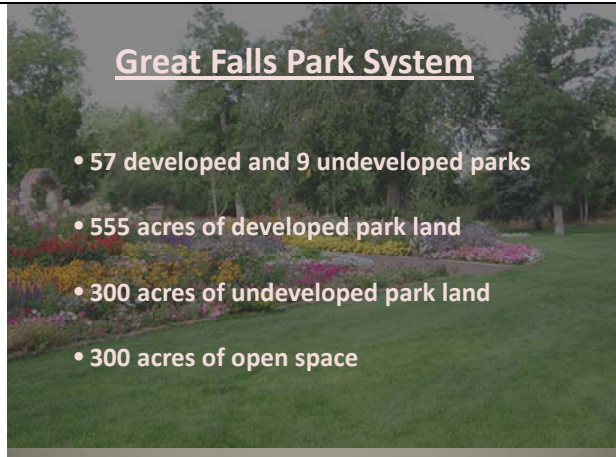 Great Falls Park System
• 57 developed and 9 undeveloped parks
• 555 acres of developed park land
• 300 acres of undeveloped park land
• 300 acres of open space